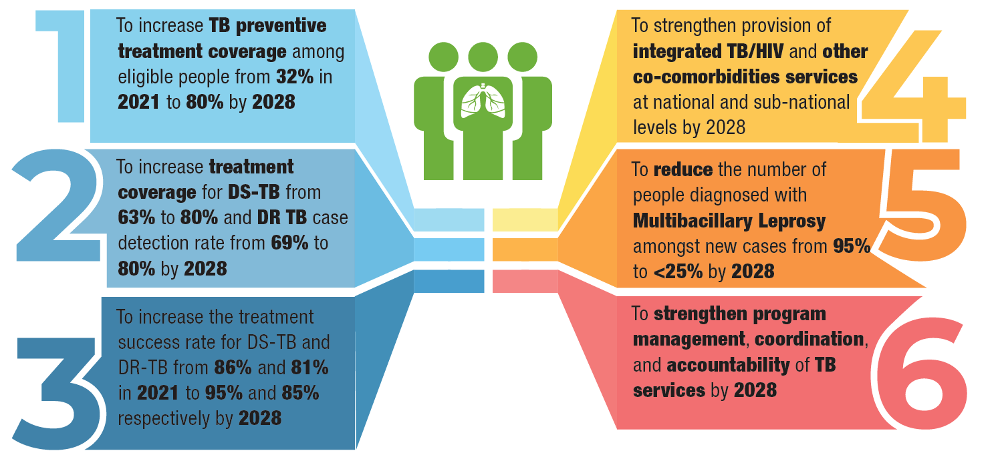 1
To increase TB preventive
treatment coverage among
eligible people from 32% in
2021 to 80% by 2028
2
To increase treatment
coverage for DS-TB from
63% to 80% and DR TB case
detection rate from 69% to
80% by 2028
3
To increase the treatment
success rate for DS-TB and
DR-TB from 86% and 81%
in 2021 to 95% and 85%
respectively by 2028
4
To strengthen provision of
integrated TB/HIV and other
co-comorbidities services
at national and sub-national
levels by 2028
5
To reduce the number of
people diagnosed with
Multibacillary Leprosy
amongst new cases from 95%
to <25% by 2028
6
To strengthen program
management, coordination,
and accountability of TB
services by 2028